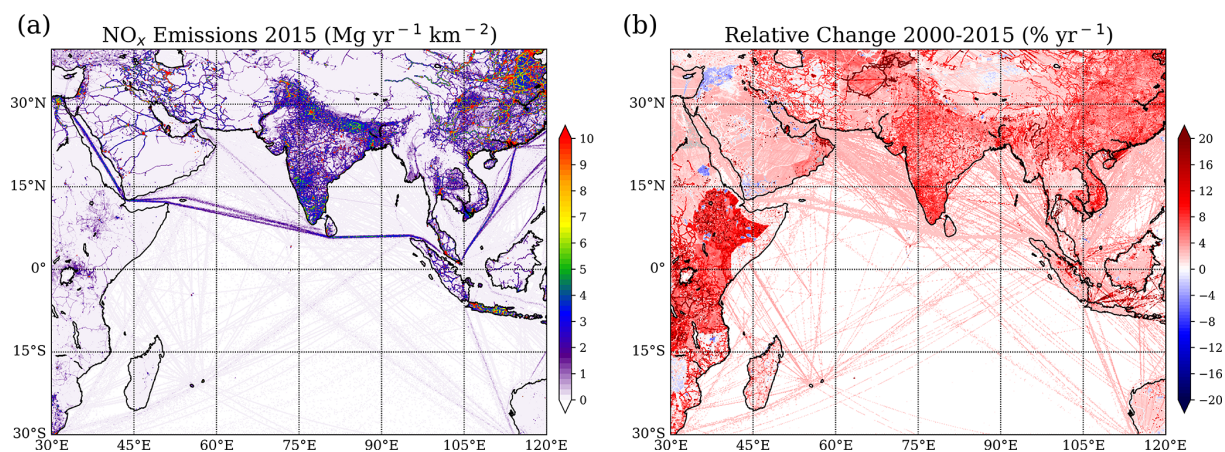 (a)
NOₓ Emissions 2015 (Mg yr⁻¹ km⁻²)
30°N
15°N
0°
15°S
30°S
30°E 45°E 60°E 75°E 90°E 105°E 120°E
10
9
8
7
6
5
4
3
2
1
0
(b)
Relative Change 2000-2015 (% yr⁻¹)
30°N
15°N
0°
15°S
30°S
30°E 45°E 60°E 75°E 90°E 105°E 120°E
20
16
12
8
4
0
−4
−8
−12
−16
−20